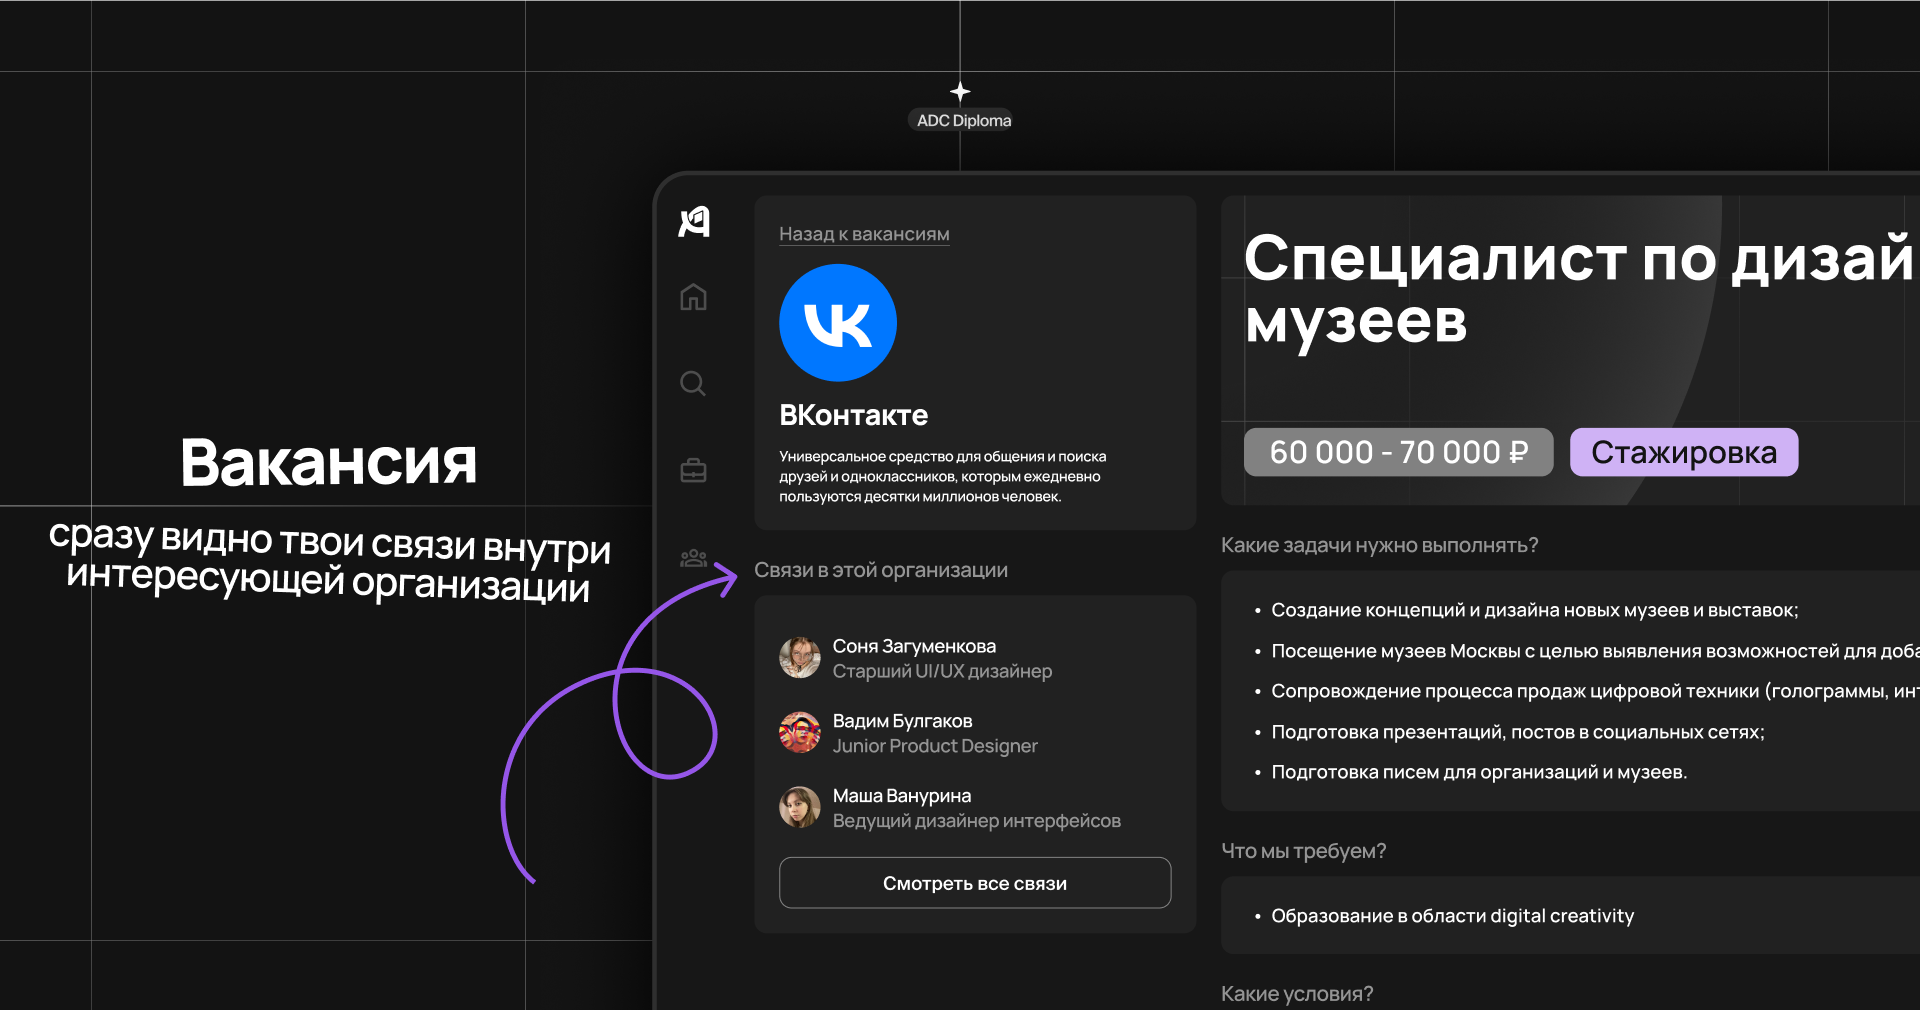 ADC Diploma
Вакансия
сразу видно твои связи внутри
интересующей организации
Назад к вакансиям
ВКонтакте
Универсальное средство для общения и поиска
друзей и одноклассников, которым ежедневно
пользуются десятки миллионов человек.
Связи в этой организации
Соня Загуменкова
Старший UI/UX дизайнер
Вадим Булгаков
Junior Product Designer
Маша Ванурина
Ведущий дизайнер интерфейсов
Смотреть все связи
Специалист по дизай
музеев
60 000 - 70 000 ₽
Стажировка
Какие задачи нужно выполнять?
• Создание концепций и дизайна новых музеев и выставок;
• Посещение музеев Москвы с целью выявления возможностей для доба
• Сопровождение процесса продаж цифровой техники (голограммы, инт
• Подготовка презентаций, постов в социальных сетях;
• Подготовка писем для организаций и музеев.
Что мы требуем?
• Образование в области digital creativity
Какие условия?